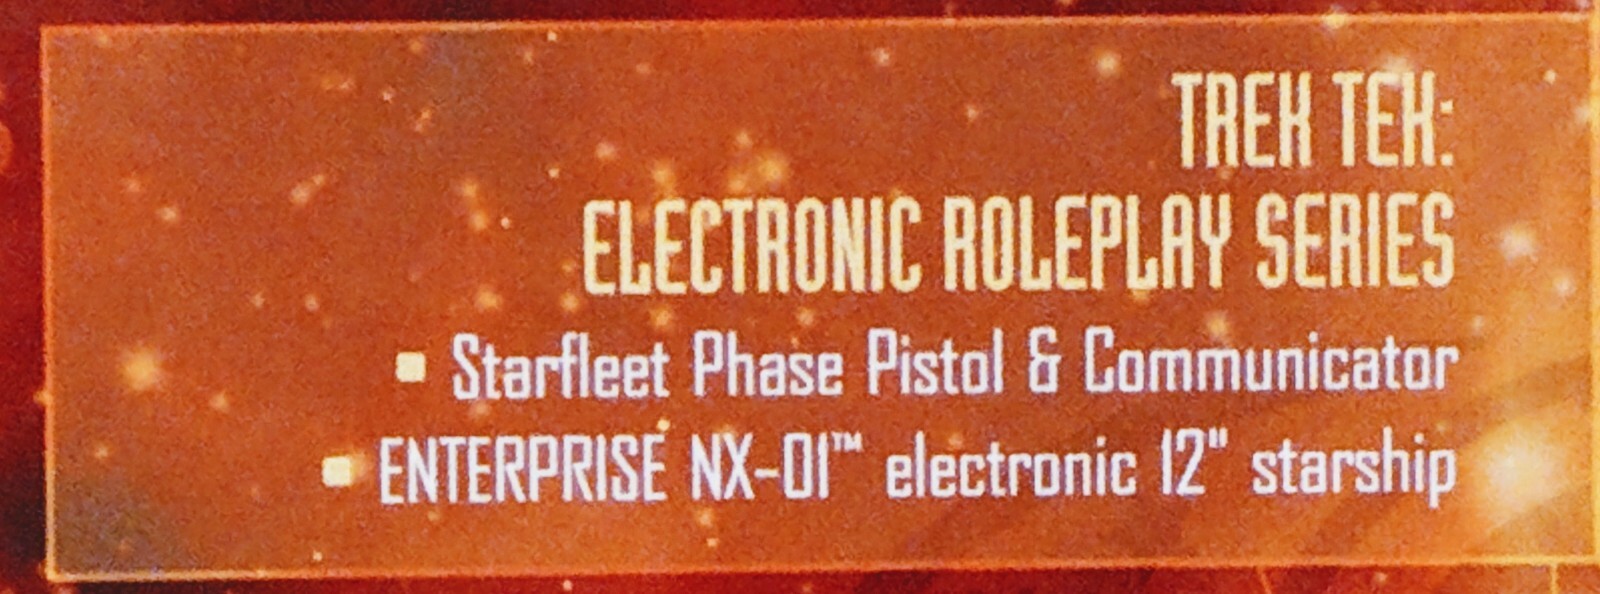 TREK TEK:
ELECTRONIC ROLEPLAY SERIES
▪ Starfleet Phase Pistol & Communicator
▪ ENTERPRISE NX-01™ electronic 12" starship